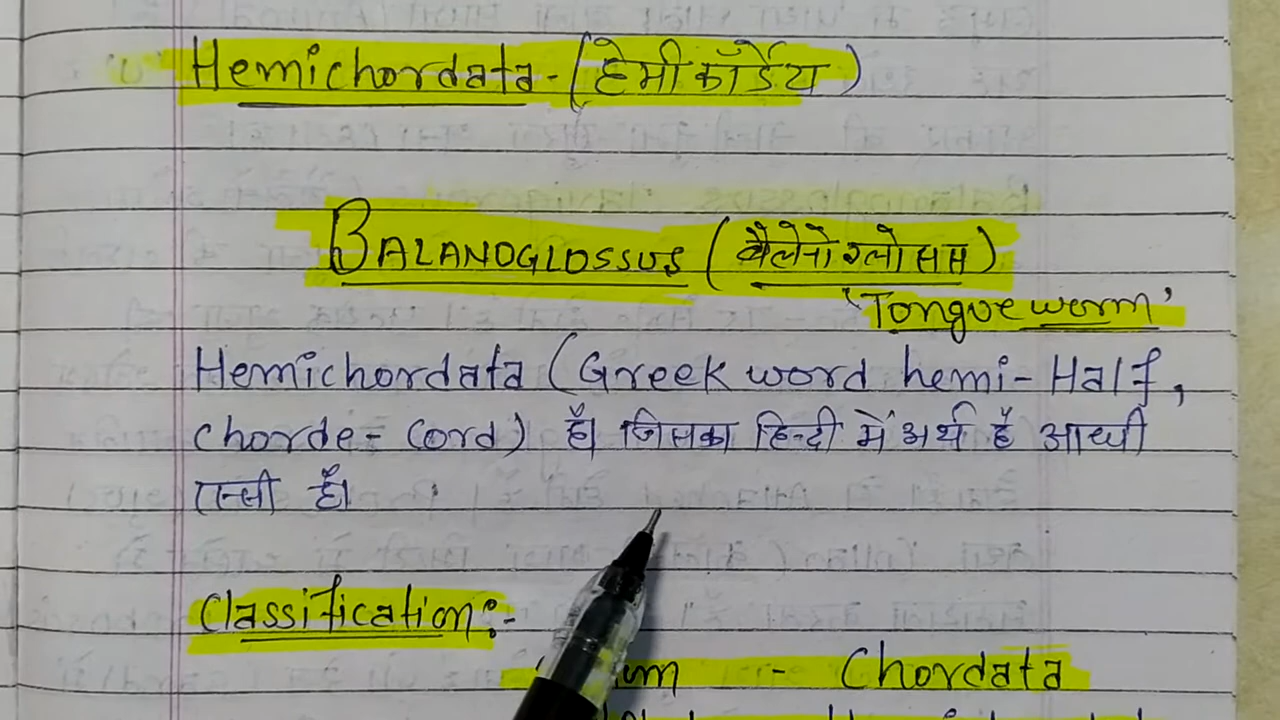 Hemichordata - (हेमीकॉर्डेटा)
BALANOGLOSSUS (बैलेनोग्लोसस)
'Tongue worm'
Hemichordata (Greek word hemi- Half,
Chorde- Cord) है। जिसका हिन्दी में अर्थ है आधी
रस्सी है।
Classification:-
- Chordata